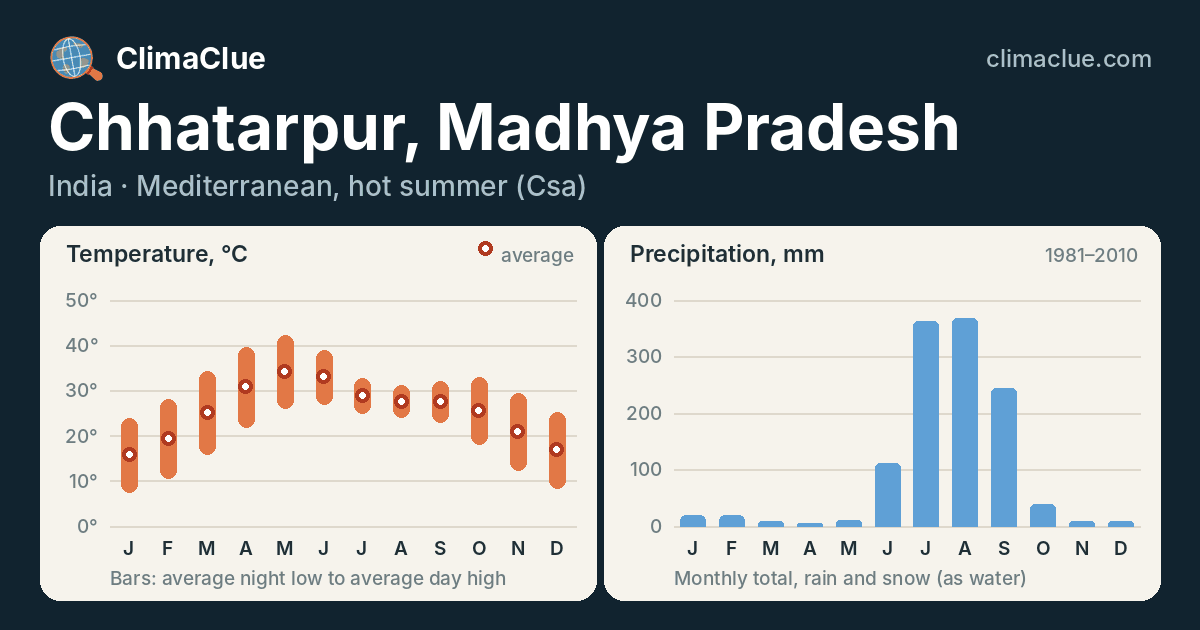 ClimaClue
climaclue.com
Chhatarpur, Madhya Pradesh
India · Mediterranean, hot summer (Csa)
Temperature, °C
average
50°
40°
30°
20°
10°
0°
J F M A M J J A S O N D
Bars: average night low to average day high
Precipitation, mm
1981–2010
400
300
200
100
0
J F M A M J J A S O N D
Monthly total, rain and snow (as water)